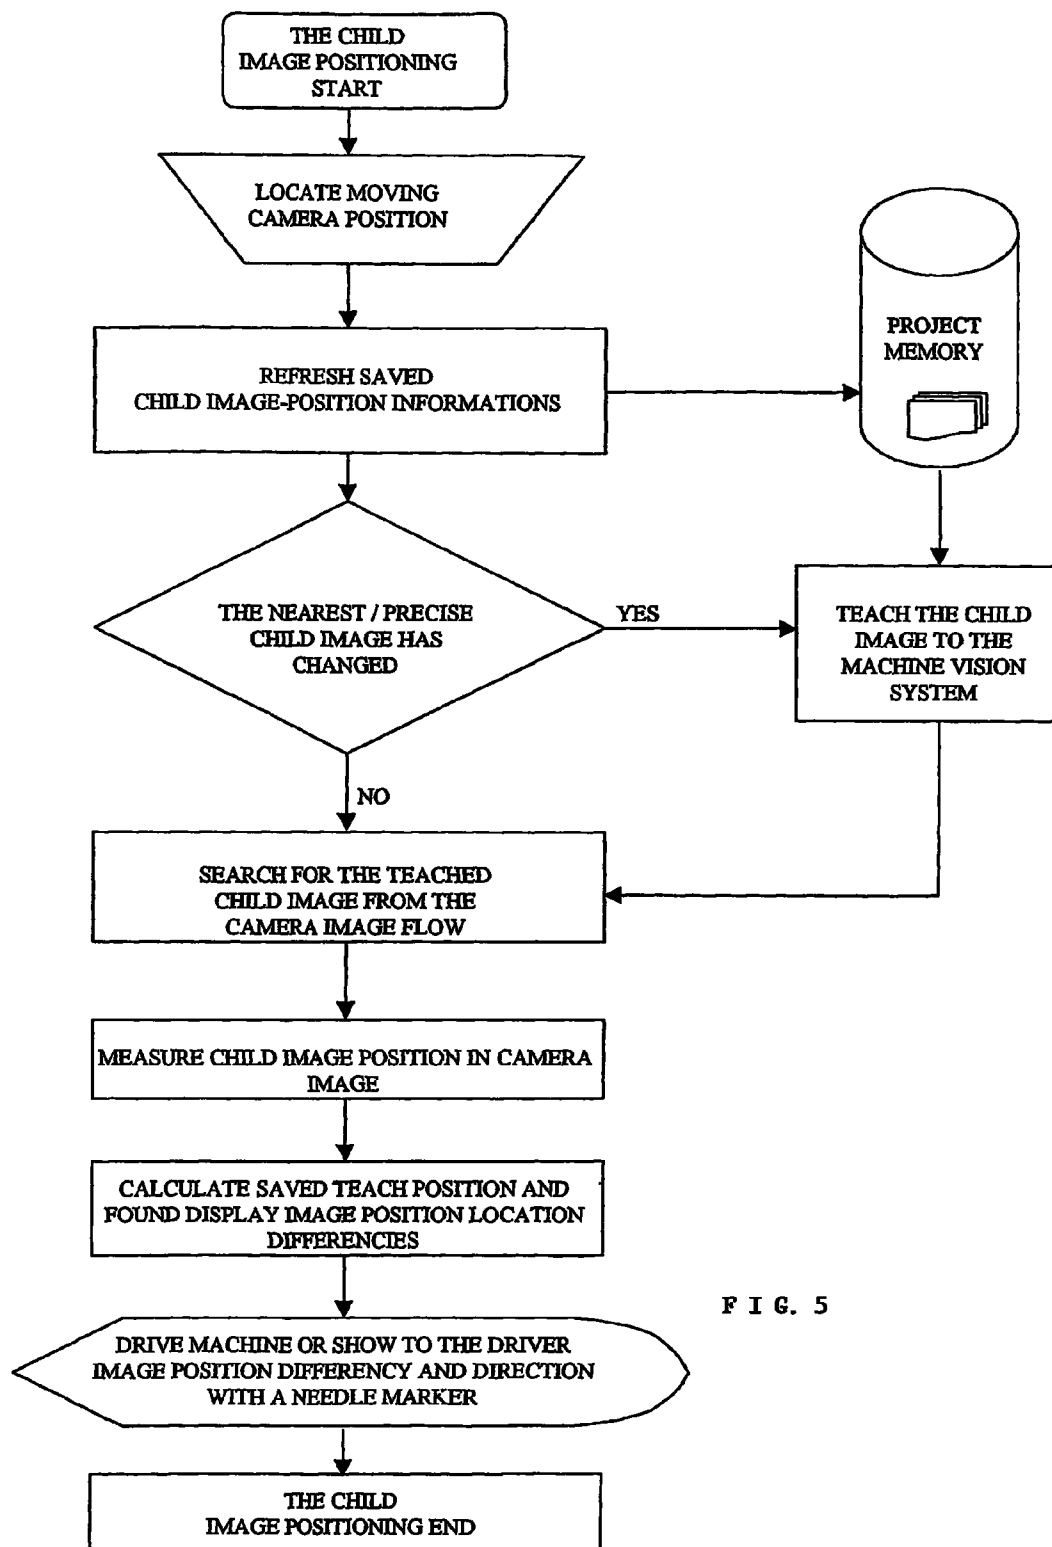 THE CHILD
IMAGE POSITIONING
START
LOCATE MOVING
CAMERA POSITION
PROJECT
MEMORY
REFRESH SAVED
CHILD IMAGE-POSITION INFORMATIONS
THE NEAREST / PRECISE
CHILD IMAGE HAS
CHANGED
YES
TEACH THE CHILD
IMAGE TO THE
MACHINE VISION
SYSTEM
NO
SEARCH FOR THE TEACHED
CHILD IMAGE FROM THE
CAMERA IMAGE FLOW
MEASURE CHILD IMAGE POSITION IN CAMERA
IMAGE
CALCULATE SAVED TEACH POSITION AND
FOUND DISPLAY IMAGE POSITION LOCATION
DIFFERENCIES
FIG. 5
DRIVE MACHINE OR SHOW TO THE DRIVER
IMAGE POSITION DIFFERENCY AND DIRECTION
WITH A NEEDLE MARKER
THE CHILD
IMAGE POSITIONING END